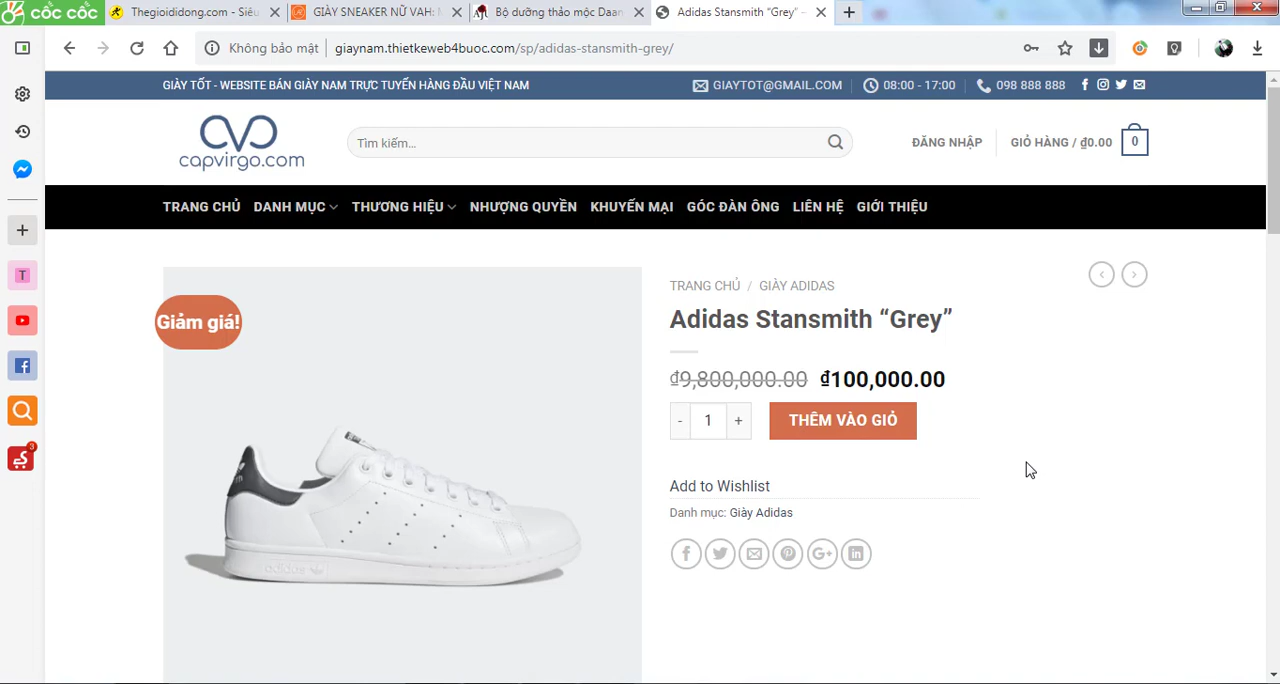 cốc cốc
Thegioididong.com - Siêu
GIÀY SNEAKER NỮ VAH: M
Bộ dưỡng thảo mộc Daan
Adidas Stansmith “Grey” –
Không bảo mật
giaynam.thietkeweb4buoc.com/sp/adidas-stansmith-grey/
GIÀY TỐT - WEBSITE BÁN GIÀY NAM TRỰC TUYẾN HÀNG ĐẦU VIỆT NAM
GIAYTOT@GMAIL.COM
08:00 - 17:00
098 888 888
capvirgo.com
Tìm kiếm...
ĐĂNG NHẬP
GIỎ HÀNG / ₫0.00
0
TRANG CHỦ DANH MỤC THƯƠNG HIỆU NHƯỢNG QUYỀN KHUYẾN MẠI GÓC ĐÀN ÔNG LIÊN HỆ GIỚI THIỆU
T
3
Giảm giá!
TRANG CHỦ / GIÀY ADIDAS
Adidas Stansmith “Grey”
₫9,800,000.00 ₫100,000.00
- 1 +
THÊM VÀO GIỎ
Add to Wishlist
Danh mục: Giày Adidas
adidas